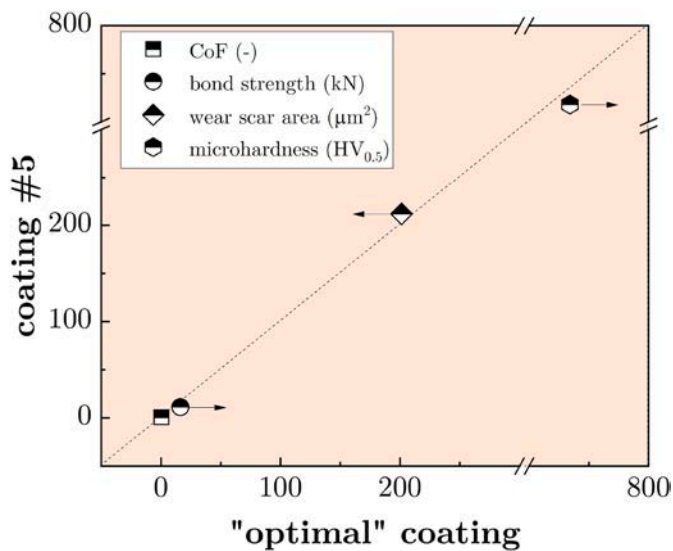 800
200
100
0
coating #5
CoF (-)
bond strength (kN)
wear scar area (μm²)
microhardness (HV₀.₅)
0
100
200
800
"optimal" coating